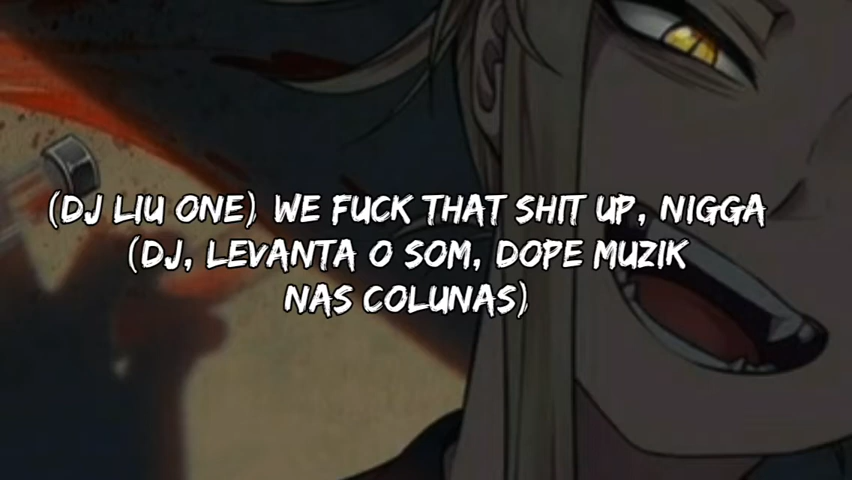 (DJ LIU ONE) WE FUCK THAT SHIT UP, NIGGA
(DJ, LEVANTA O SOM, DOPE MUZIK
NAS COLUNAS)